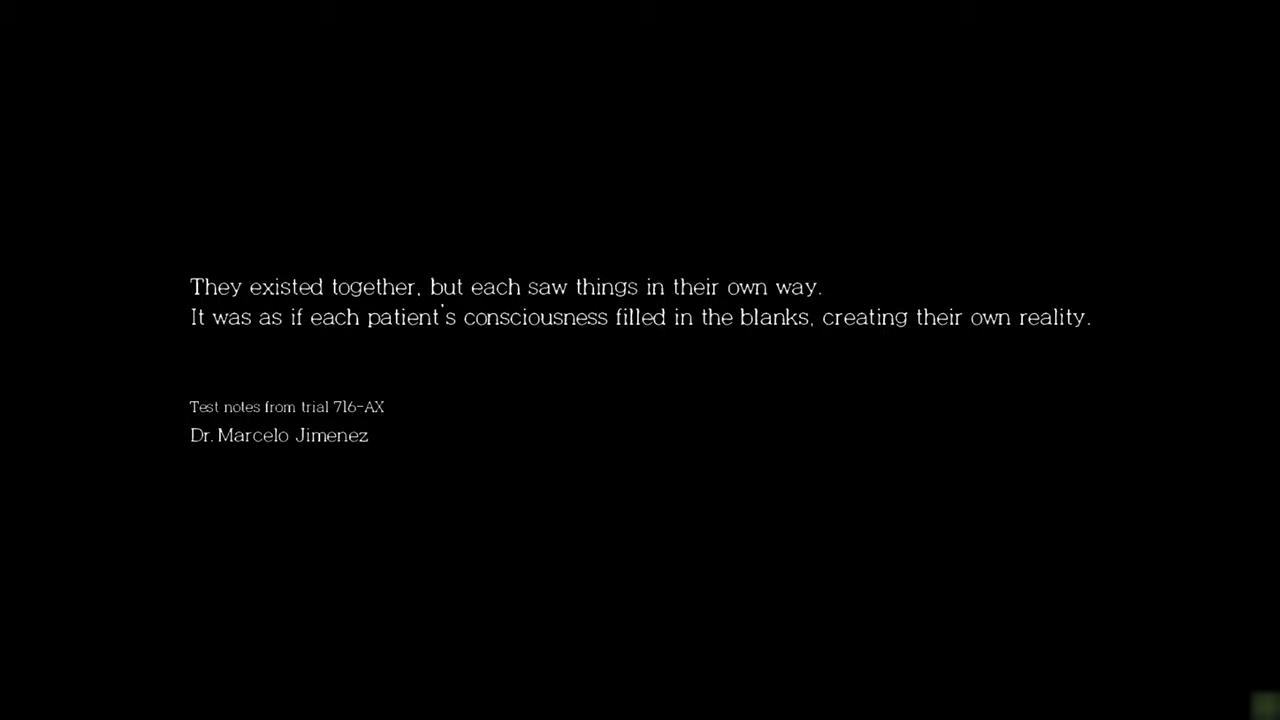 They existed together, but each saw things in their own way.
It was as if each patient's consciousness filled in the blanks, creating their own reality.
Test notes from trial 716-AX
Dr. Marcelo Jimenez